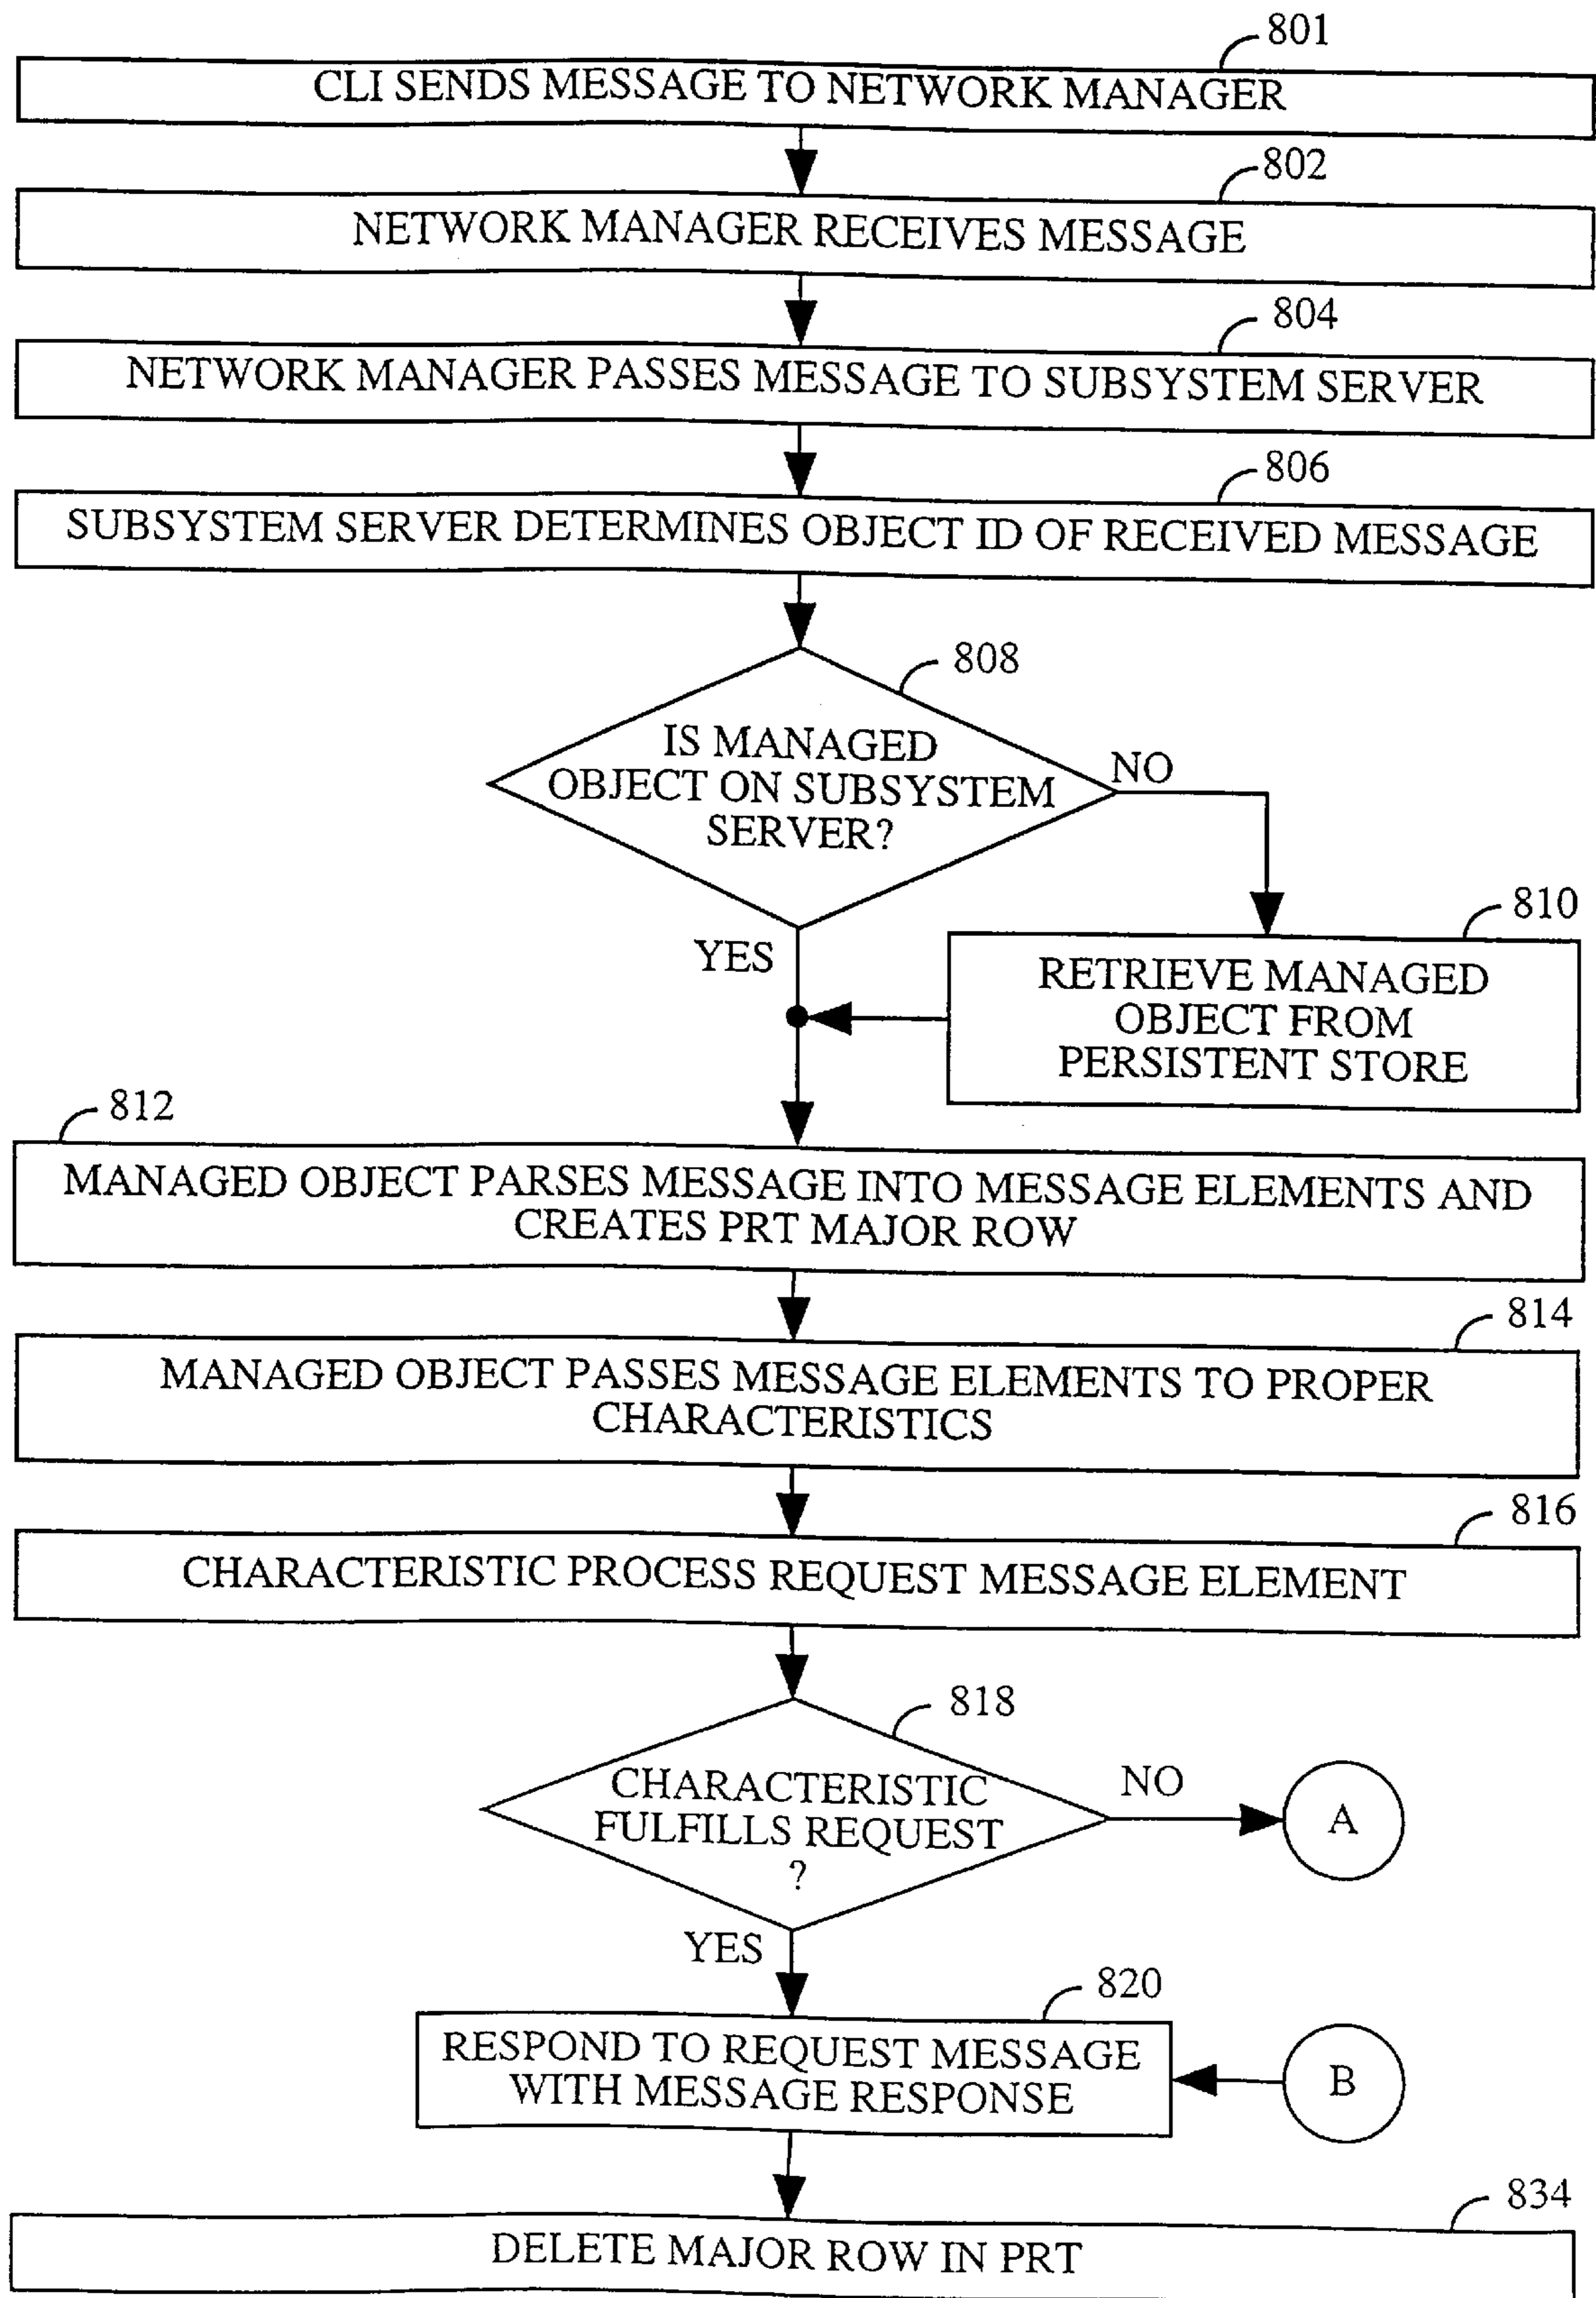 801
CLI SENDS MESSAGE TO NETWORK MANAGER
802
NETWORK MANAGER RECEIVES MESSAGE
804
NETWORK MANAGER PASSES MESSAGE TO SUBSYSTEM SERVER
806
SUBSYSTEM SERVER DETERMINES OBJECT ID OF RECEIVED MESSAGE
808
IS MANAGED
OBJECT ON SUBSYSTEM
SERVER?
NO
YES
810
RETRIEVE MANAGED
OBJECT FROM
PERSISTENT STORE
812
MANAGED OBJECT PARSES MESSAGE INTO MESSAGE ELEMENTS AND
CREATES PRT MAJOR ROW
814
MANAGED OBJECT PASSES MESSAGE ELEMENTS TO PROPER
CHARACTERISTICS
816
CHARACTERISTIC PROCESS REQUEST MESSAGE ELEMENT
818
CHARACTERISTIC
FULFILLS REQUEST
?
NO
A
YES
820
RESPOND TO REQUEST MESSAGE
WITH MESSAGE RESPONSE
B
834
DELETE MAJOR ROW IN PRT